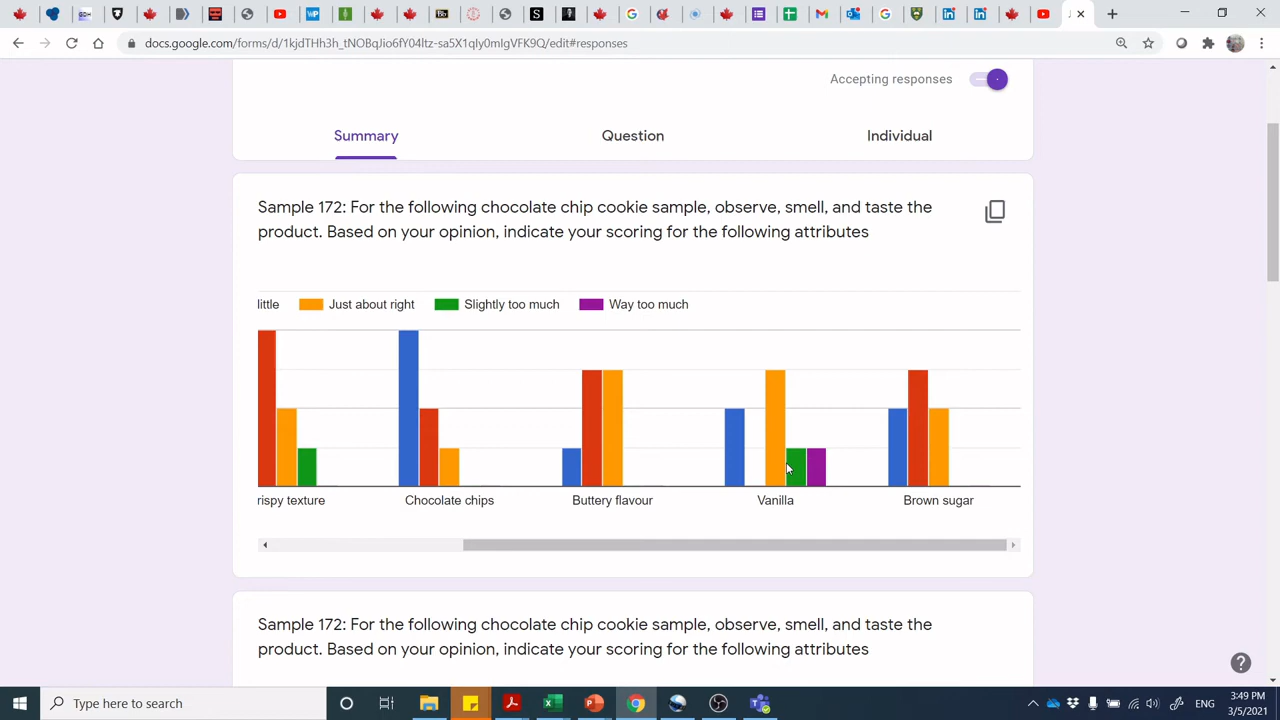 docs.google.com/forms/d/1kjdTHh3h_tNOBqJio6fY04ltz-sa5X1qly0mIgVFK9Q/edit#responses
Accepting responses
Summary
Question
Individual
Sample 172: For the following chocolate chip cookie sample, observe, smell, and taste the
product. Based on your opinion, indicate your scoring for the following attributes
little
Just about right
Slightly too much
Way too much
rispy texture
Chocolate chips
Buttery flavour
Vanilla
Brown sugar
Sample 172: For the following chocolate chip cookie sample, observe, smell, and taste the
product. Based on your opinion, indicate your scoring for the following attributes
Type here to search
ENG
3:49 PM
3/5/2021